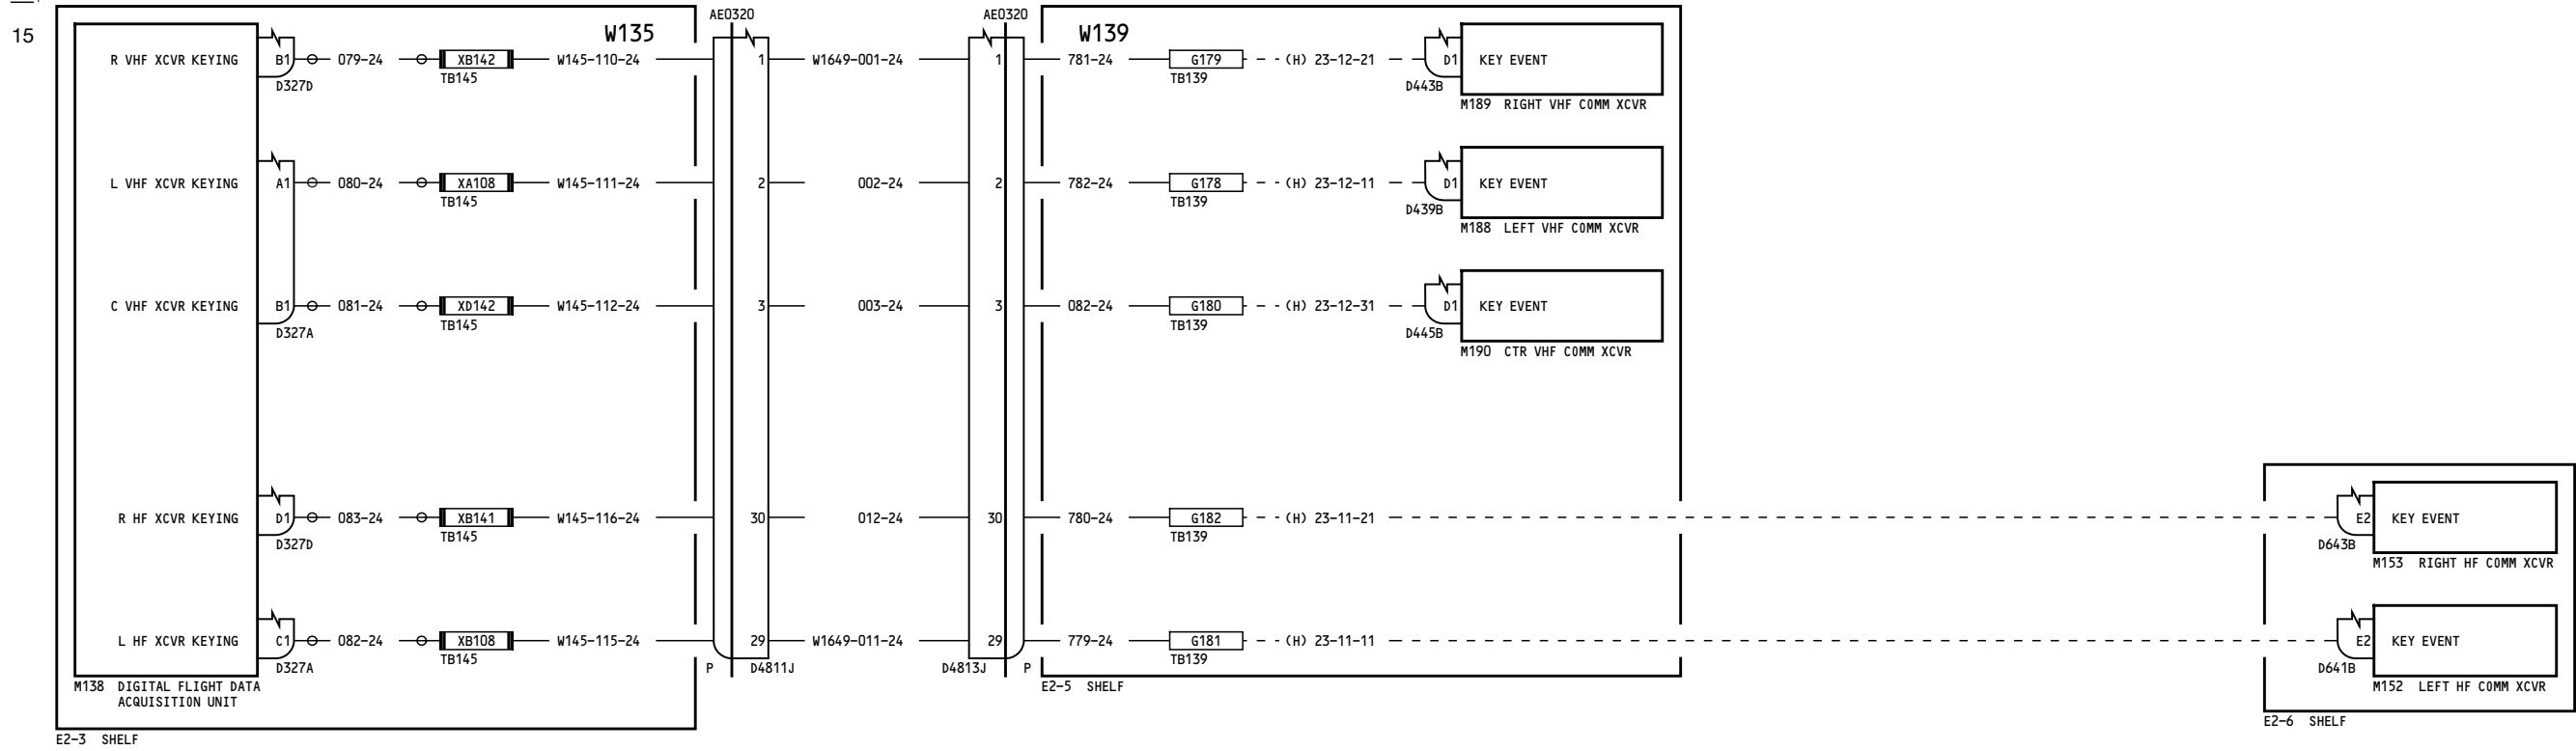 15
AE0320
AE0320
W135
W139
R VHF XCVR KEYING B1 079-24 XB142 W145-110-24 1 W1649-001-24 1 781-24 G179 (H) 23-12-21 D1 KEY EVENT
D327D TB145 TB139 D443B
M189 RIGHT VHF COMM XCVR
L VHF XCVR KEYING A1 080-24 XA108 W145-111-24 2 002-24 2 782-24 G178 (H) 23-12-11 D1 KEY EVENT
TB145 TB139 D439B
M188 LEFT VHF COMM XCVR
C VHF XCVR KEYING B1 081-24 XD142 W145-112-24 3 003-24 3 082-24 G180 (H) 23-12-31 D1 KEY EVENT
D327A TB145 TB139 D445B
M190 CTR VHF COMM XCVR
R HF XCVR KEYING D1 083-24 XB141 W145-116-24 30 012-24 30 780-24 G182 (H) 23-11-21 E2 KEY EVENT
D327D TB145 TB139 D643B
M153 RIGHT HF COMM XCVR
L HF XCVR KEYING C1 082-24 XB108 W145-115-24 29 W1649-011-24 29 779-24 G181 (H) 23-11-11 E2 KEY EVENT
D327A TB145 P D4811J D4813J P TB139 D641B
M138 DIGITAL FLIGHT DATA
ACQUISITION UNIT
E2-5 SHELF
M152 LEFT HF COMM XCVR
E2-6 SHELF
E2-3 SHELF